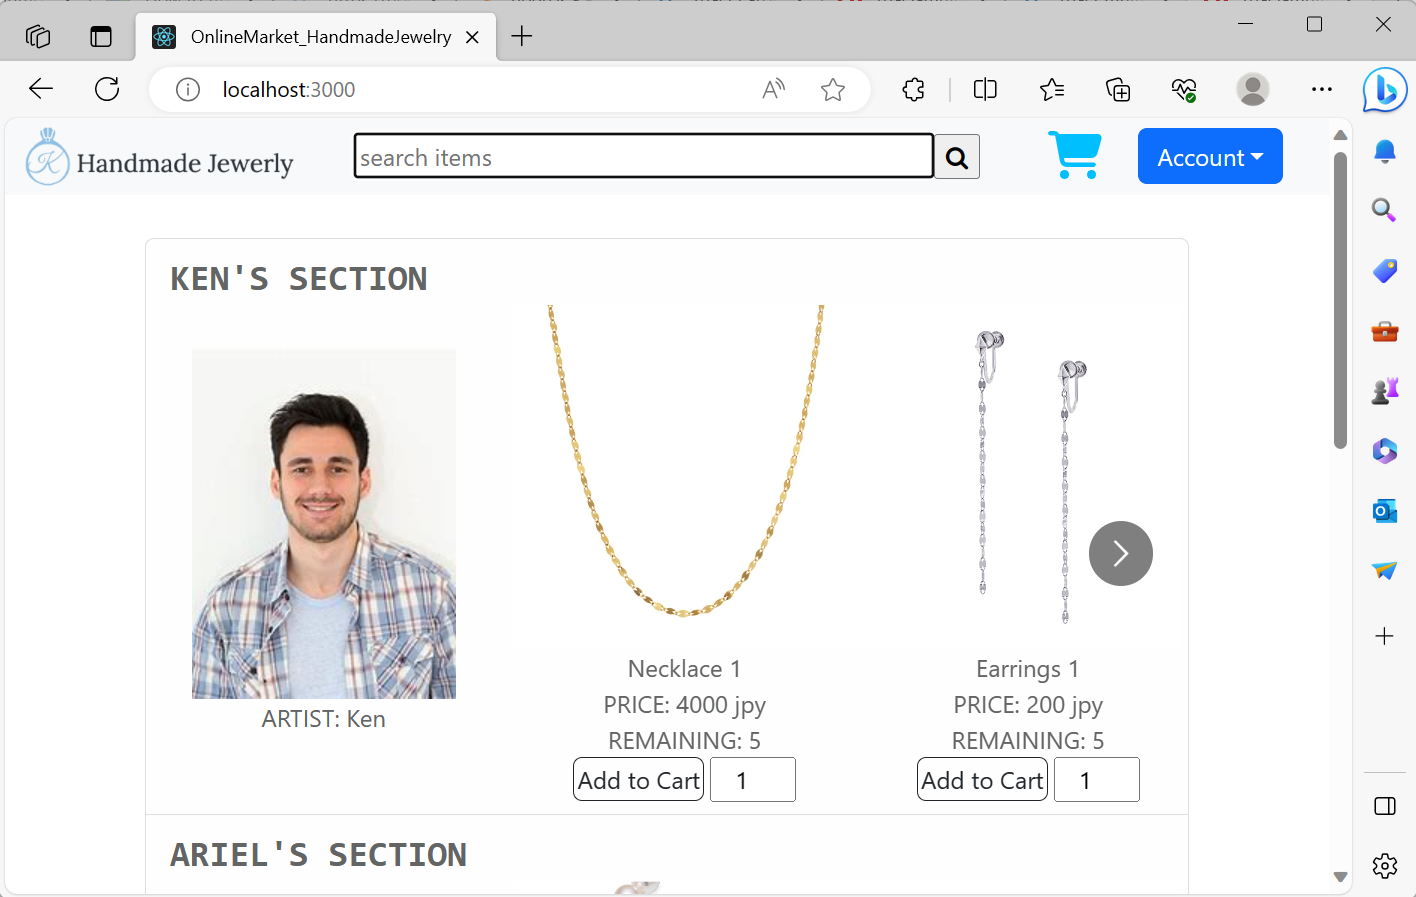 OnlineMarket_HandmadeJewelry
localhost:3000
K Handmade Jewerly
search items
Account
KEN'S SECTION
ARTIST: Ken
Necklace 1
PRICE: 4000 jpy
REMAINING: 5
Add to Cart 1
Earrings 1
PRICE: 200 jpy
REMAINING: 5
Add to Cart 1
ARIEL'S SECTION